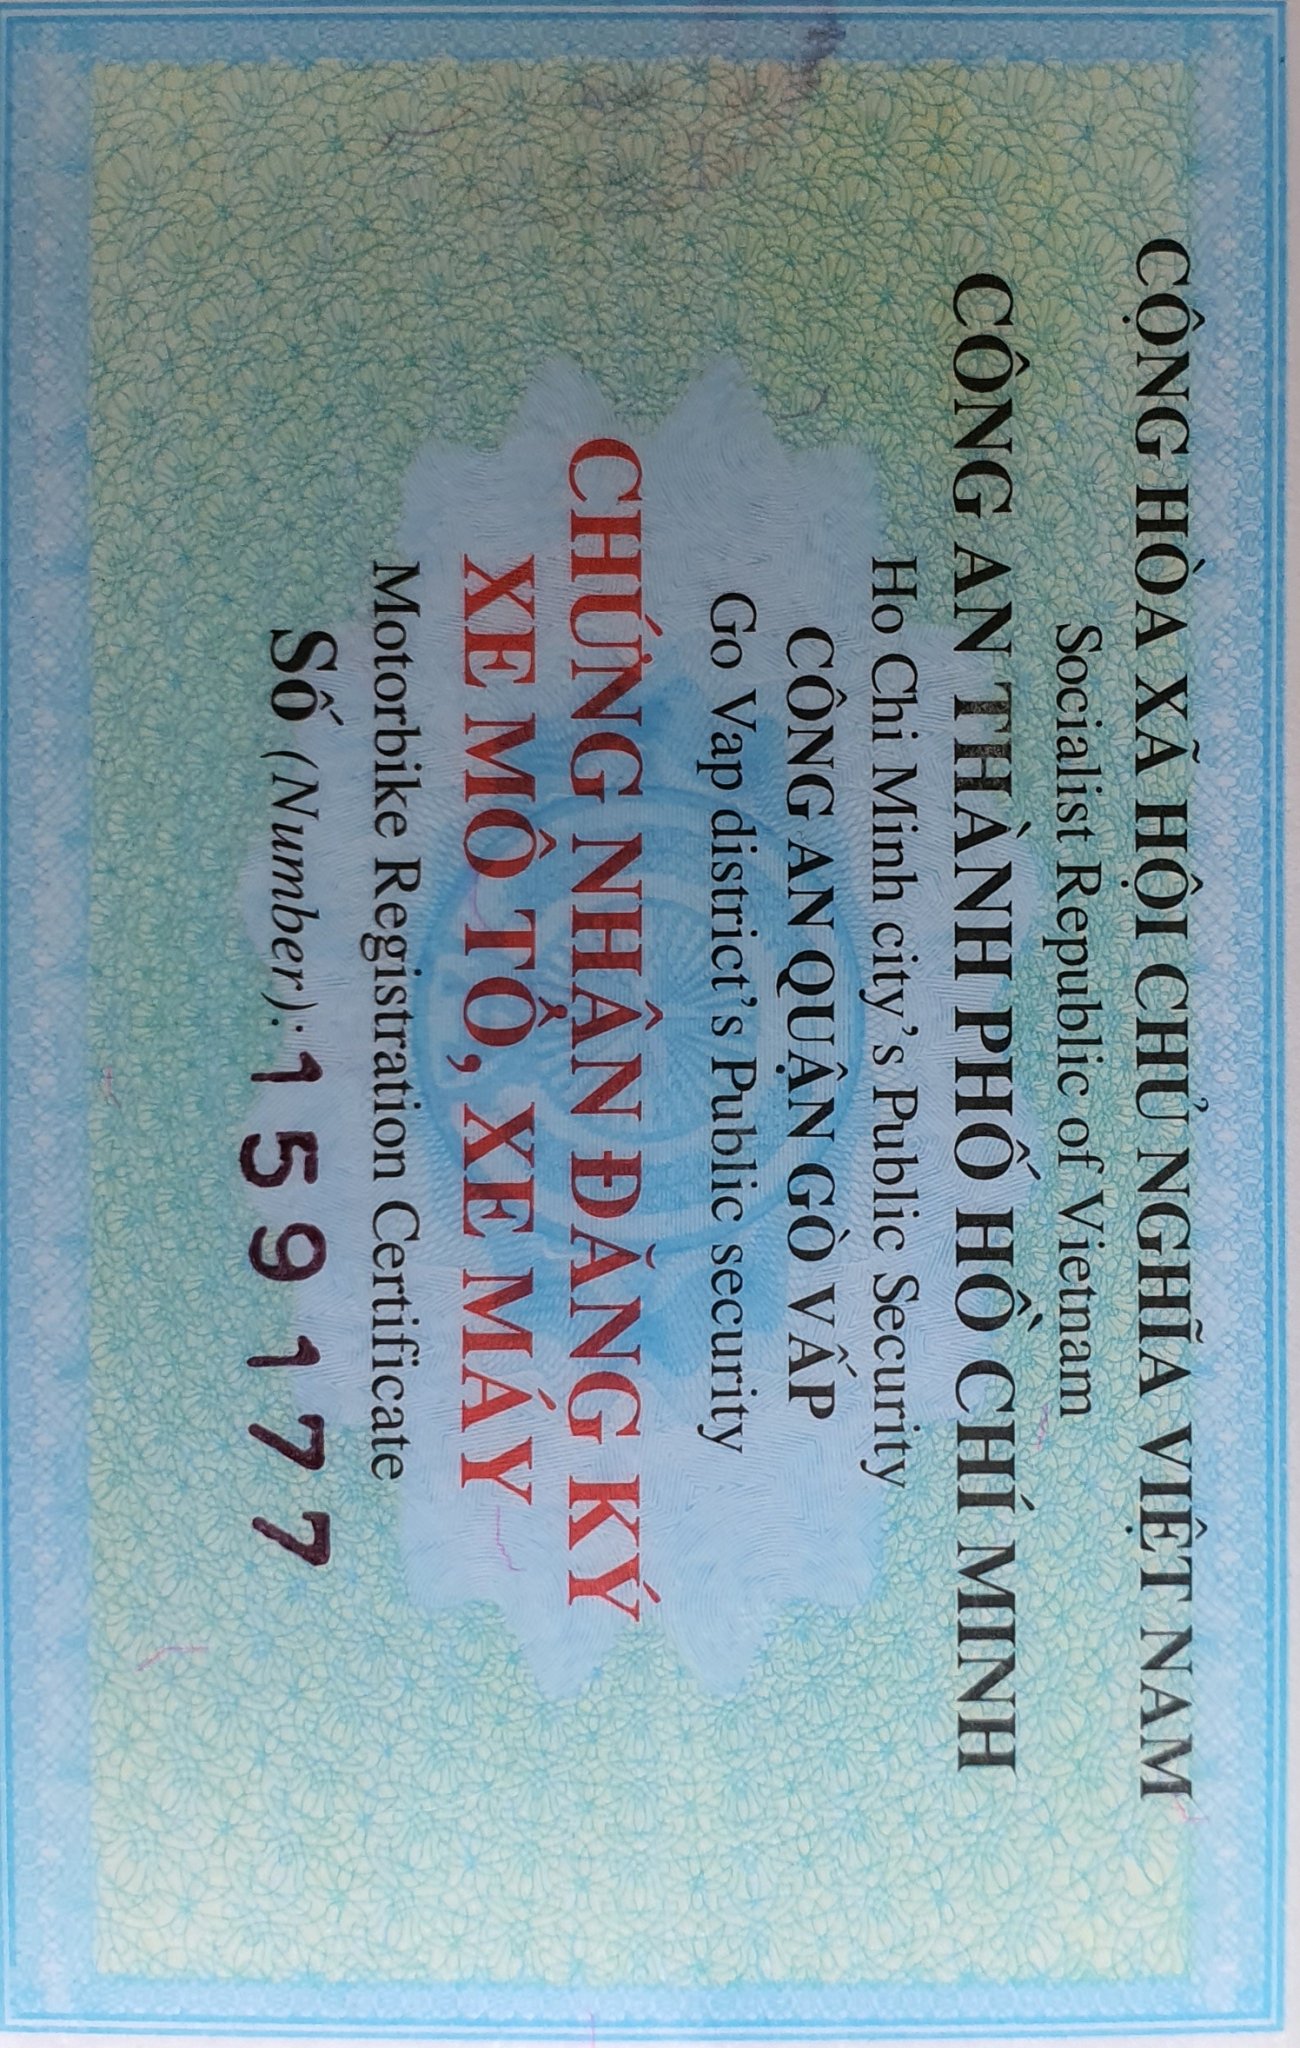 CỘNG HÒA XÃ HỘI CHỦ NGHĨA VIỆT NAM
Socialist Republic of Vietnam
CÔNG AN THÀNH PHỐ HỒ CHÍ MINH
Ho Chi Minh city's Public Security
CÔNG AN QUẬN GÒ VẤP
Go Vap district's Public security
CHỨNG NHẬN ĐĂNG KÝ
XE MÔ TÔ, XE MÁY
Motorbike Registration Certificate
Số (Number): 159177